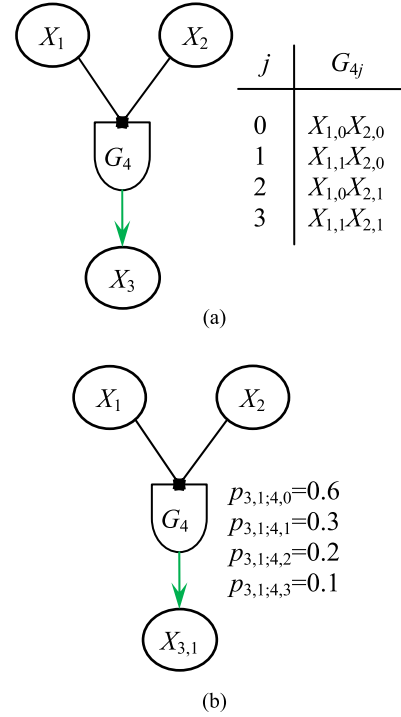 X₁ X₂
j G₄ⱼ
0 X₁,₀X₂,₀
G₄
1 X₁,₁X₂,₀
2 X₁,₀X₂,₁
3 X₁,₁X₂,₁
X₃
(a)
X₁ X₂
p₃,₁;₄,₀=0.6
G₄
p₃,₁;₄,₁=0.3
p₃,₁;₄,₂=0.2
p₃,₁;₄,₃=0.1
X₃,₁
(b)